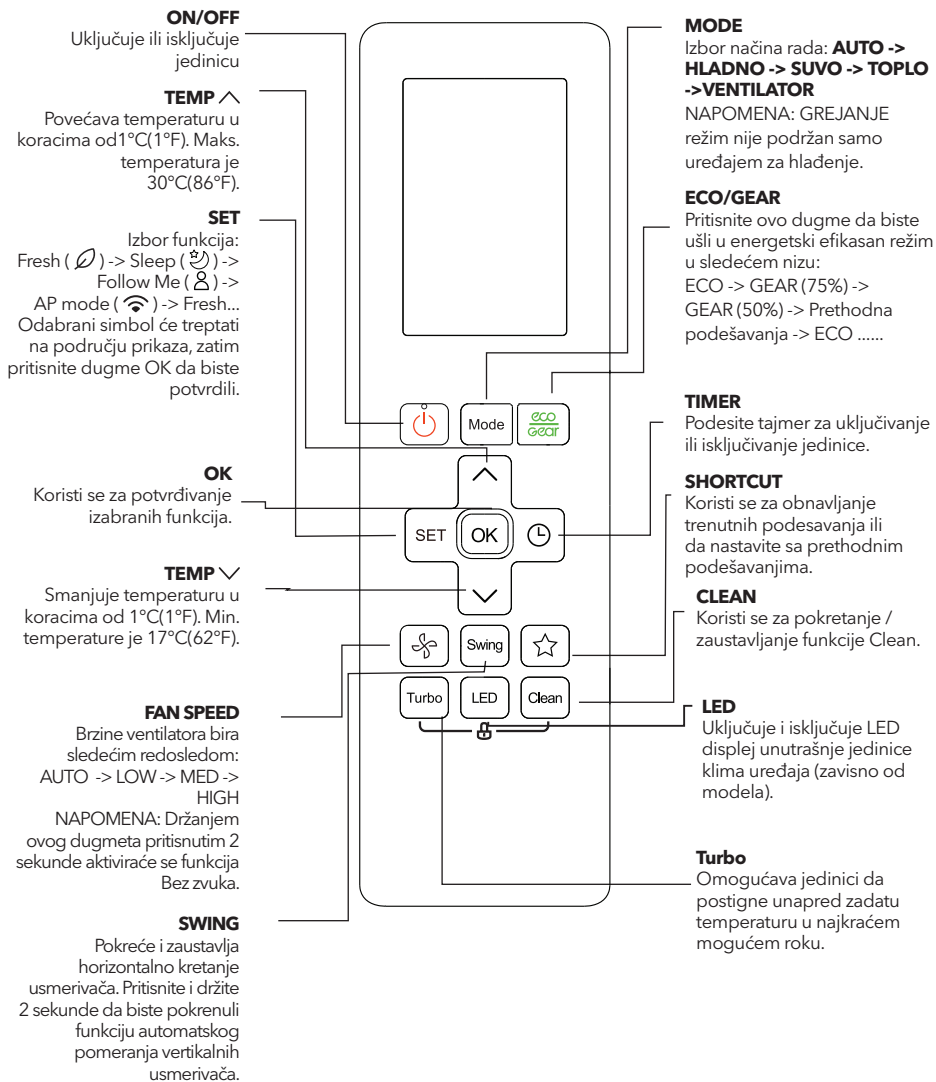 ON/OFF
Uključuje ili isključuje
jedinicu
TEMP
Povećava temperaturu u
koracima od1°C(1°F). Maks.
temperatura je
30°C(86°F).
SET
Izbor funkcija:
Fresh ( ) -> Sleep ( ) ->
Follow Me ( ) ->
AP mode ( ) -> Fresh...
Odabrani simbol će treptati
na području prikaza, zatim
pritisnite dugme OK da biste
potvrdili.
OK
Koristi se za potvrđivanje
izabranih funkcija.
TEMP
Smanjuje temperaturu u
koracima od 1°C(1°F). Min.
temperature je 17°C(62°F).
FAN SPEED
Brzine ventilatora bira
sledećim redosledom:
AUTO -> LOW -> MED ->
HIGH
NAPOMENA: Držanjem
ovog dugmeta pritisnutim 2
sekunde aktiviraće se funkcija
Bez zvuka.
SWING
Pokreće i zaustavlja
horizontalno kretanje
usmerivača. Pritisnite i držite
2 sekunde da biste pokrenuli
funkciju automatskog
pomeranja vertikalnih
usmerivača.
Mode
eco
Gear
SET
OK
Swing
Turbo
LED
Clean
MODE
Izbor načina rada: AUTO ->
HLADNO -> SUVO -> TOPLO
->VENTILATOR
NAPOMENA: GREJANJE
režim nije podržan samo
uređajem za hlađenje.
ECO/GEAR
Pritisnite ovo dugme da biste
ušli u energetski efikasan režim
u sledećem nizu:
ECO -> GEAR (75%) ->
GEAR (50%) -> Prethodna
podešavanja -> ECO ......
TIMER
Podesite tajmer za uključivanje
ili isključivanje jedinice.
SHORTCUT
Koristi se za obnavljanje
trenutnih podesavanja ili
da nastavite sa prethodnim
podešavanjima.
CLEAN
Koristi se za pokretanje /
zaustavljanje funkcije Clean.
LED
Uključuje i isključuje LED
displej unutrašnje jedinice
klima uređaja (zavisno od
modela).
Turbo
Omogućava jedinici da
postigne unapred zadatu
temperaturu u najkraćem
mogućem roku.